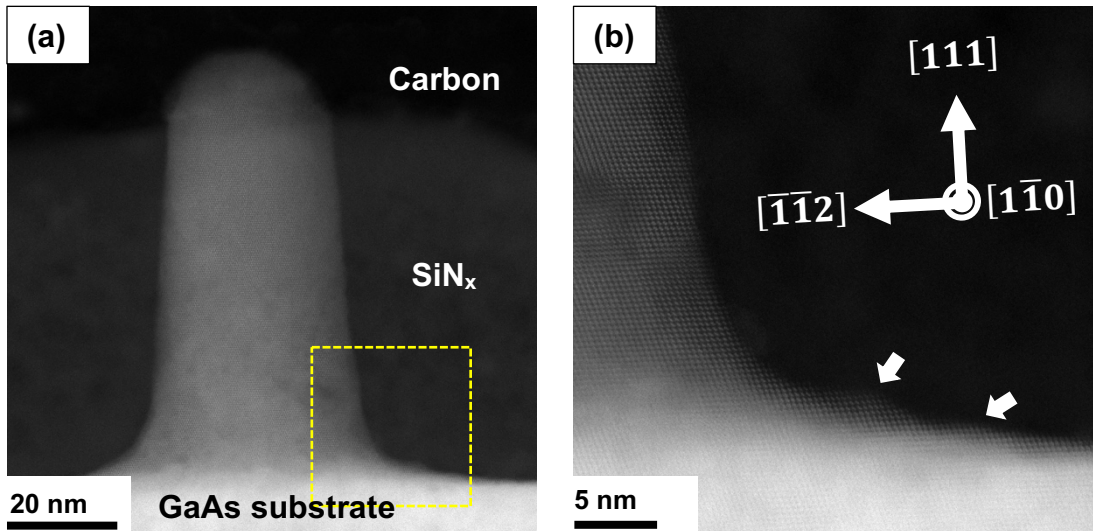 (a)
Carbon
SiNₓ
20 nm
GaAs substrate
(b)
[111]
[1̅1̅2]
[11̅0]
5 nm